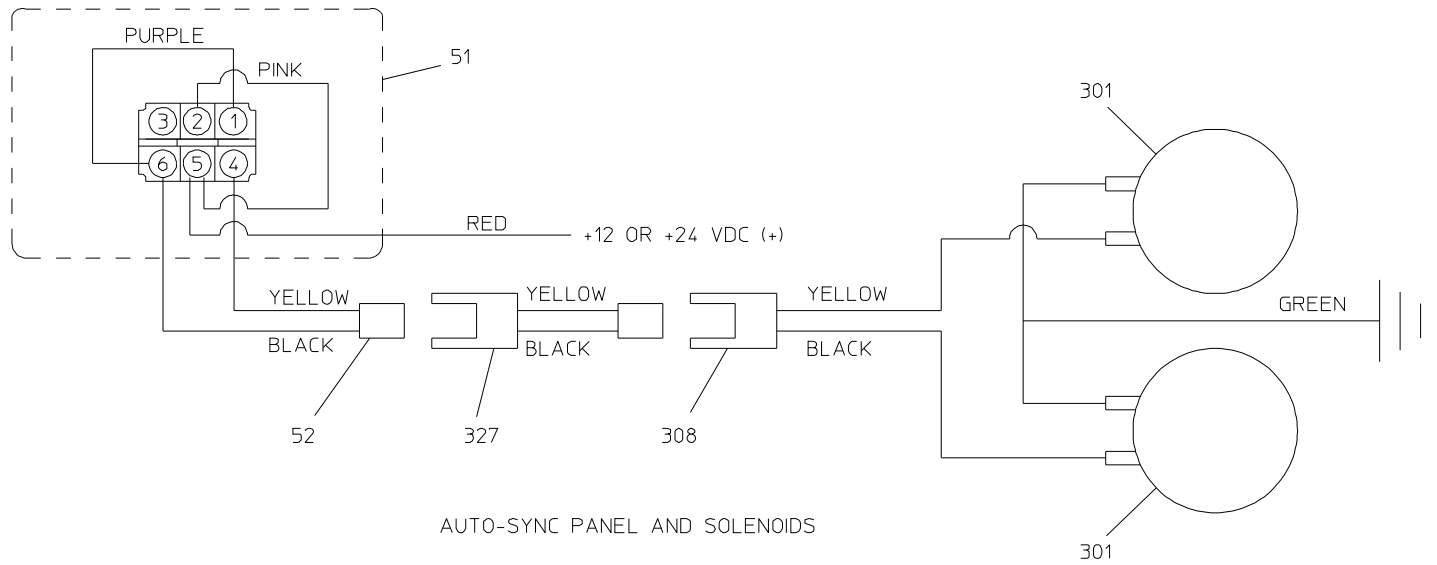 PURPLE
51
PINK
301
3 2 1
6 5 4
RED
+12 OR +24 VDC (+)
YELLOW
YELLOW
YELLOW
GREEN
BLACK
BLACK
BLACK
52
327
308
AUTO-SYNC PANEL AND SOLENOIDS
301